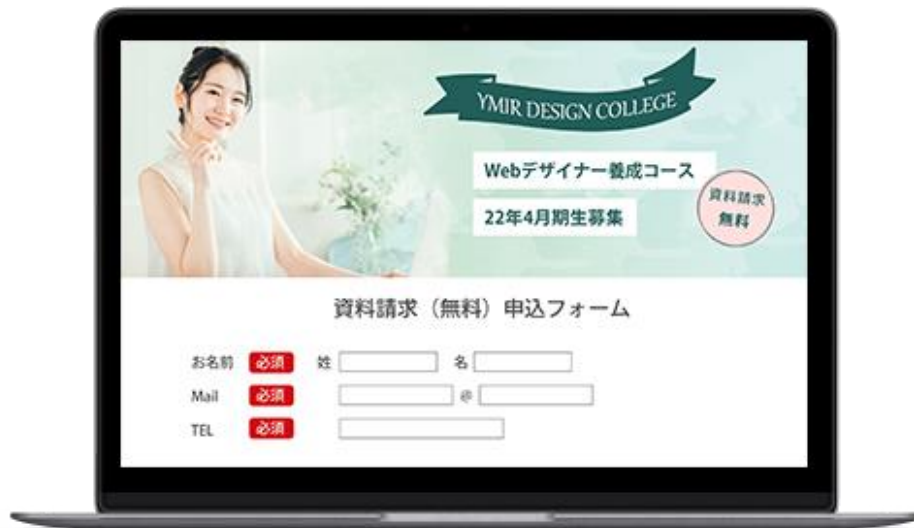 YMIR DESIGN COLLEGE
Webデザイナー養成コース
22年4月期生募集
資料請求
無料
資料請求（無料）申込フォーム
お名前 必須 姓 名
Mail 必須 @
TEL 必須